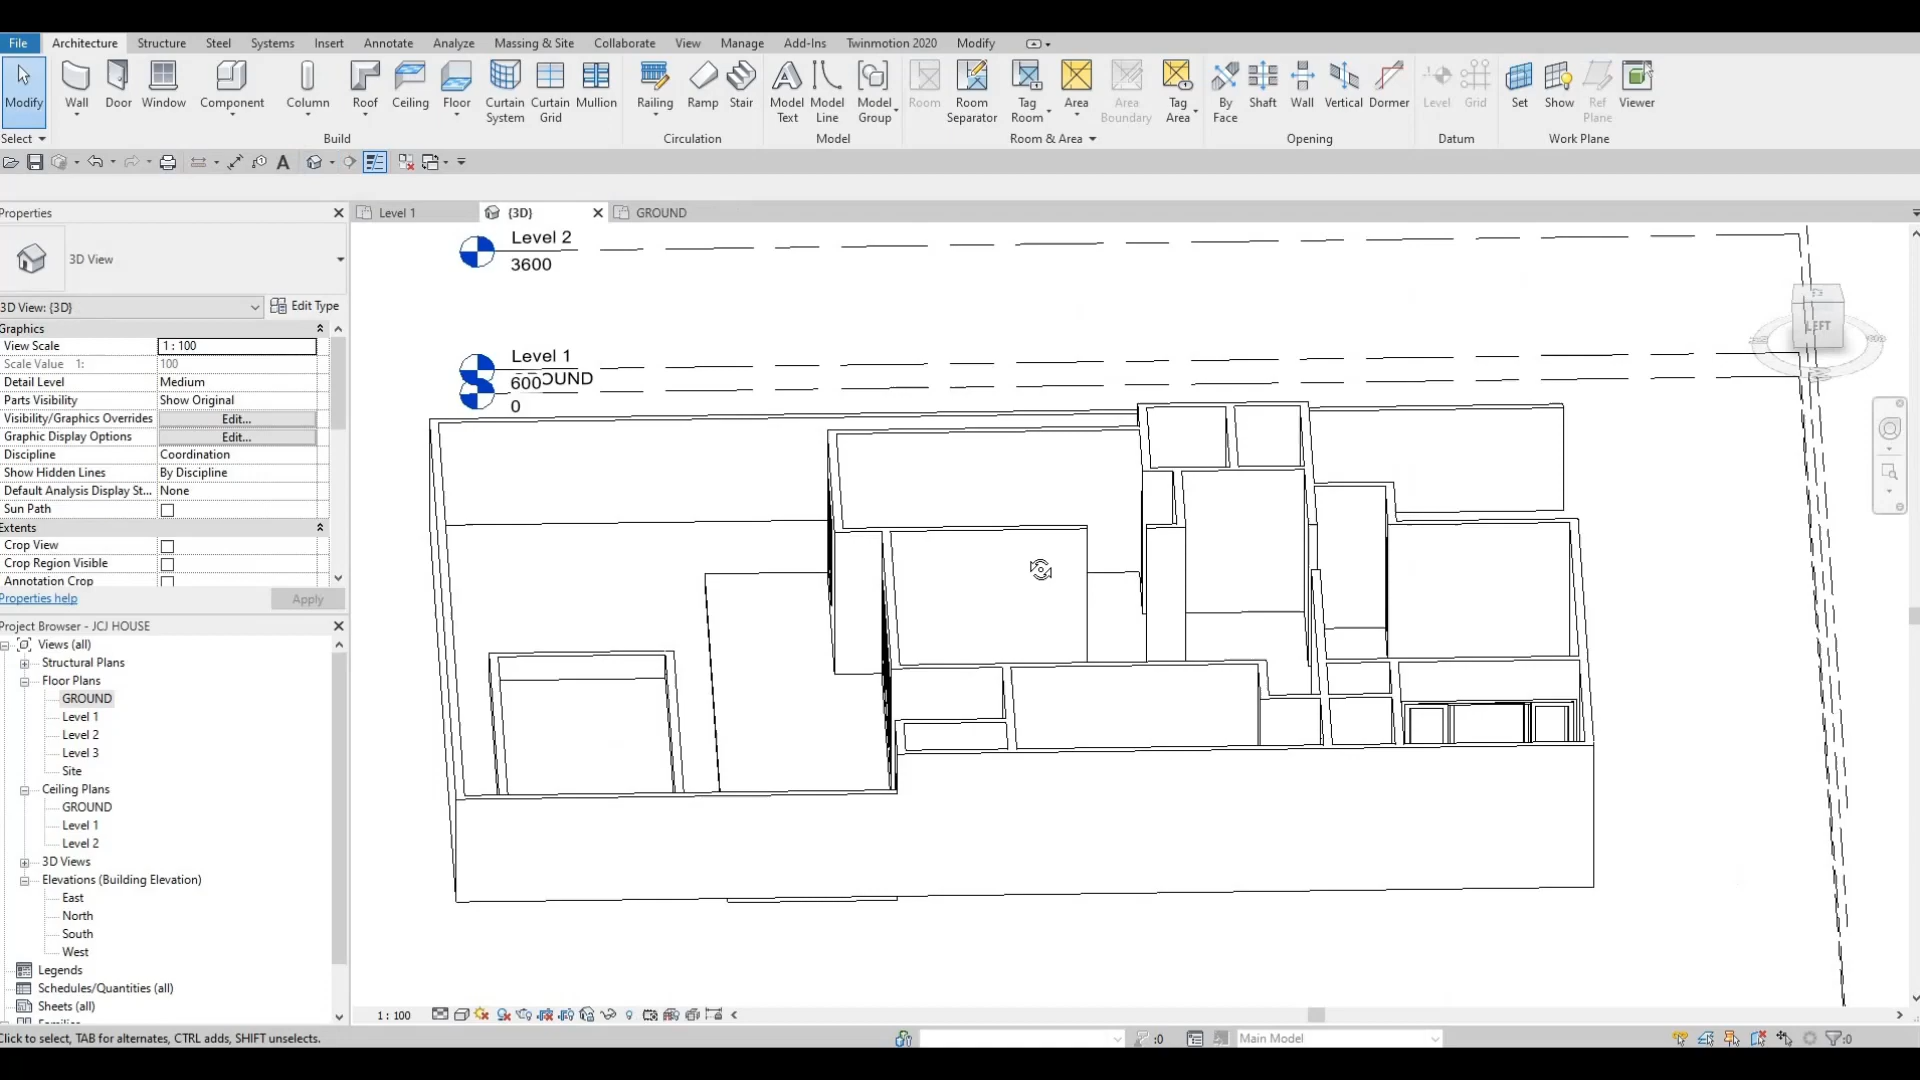 File Architecture Structure Steel Systems Insert Annotate Analyze Massing & Site Collaborate View Manage Add-Ins Twinmotion 2020 Modify
Modify Wall Door Window Component Column Roof Ceiling Floor Curtain System Curtain Grid Mullion Railing Ramp Stair Model Text Model Line Model Group Room Room Separator Tag Room Area Area Boundary Tag Area By Face Shaft Wall Vertical Dormer Level Grid Set Show Ref Plane Viewer
Select Build Circulation Model Room & Area Opening Datum Work Plane
Properties
Level 1 {3D} GROUND
3D View
3D View: {3D} Edit Type
Graphics
View Scale 1 : 100
Scale Value 1: 100
Detail Level Medium
Parts Visibility Show Original
Visibility/Graphics Overrides Edit...
Graphic Display Options Edit...
Discipline Coordination
Show Hidden Lines By Discipline
Default Analysis Display St... None
Sun Path
Extents
Crop View
Crop Region Visible
Annotation Crop
Properties help Apply
Project Browser - JCJ HOUSE
Views (all)
Structural Plans
Floor Plans
GROUND
Level 1
Level 2
Level 3
Site
Ceiling Plans
GROUND
Level 1
Level 2
3D Views
Elevations (Building Elevation)
East
North
South
West
Legends
Schedules/Quantities (all)
Sheets (all)
Level 2
3600
Level 1
600 OUND
0
LEFT
1 : 100
Click to select, TAB for alternates, CTRL adds, SHIFT unselects. :0 Main Model :0